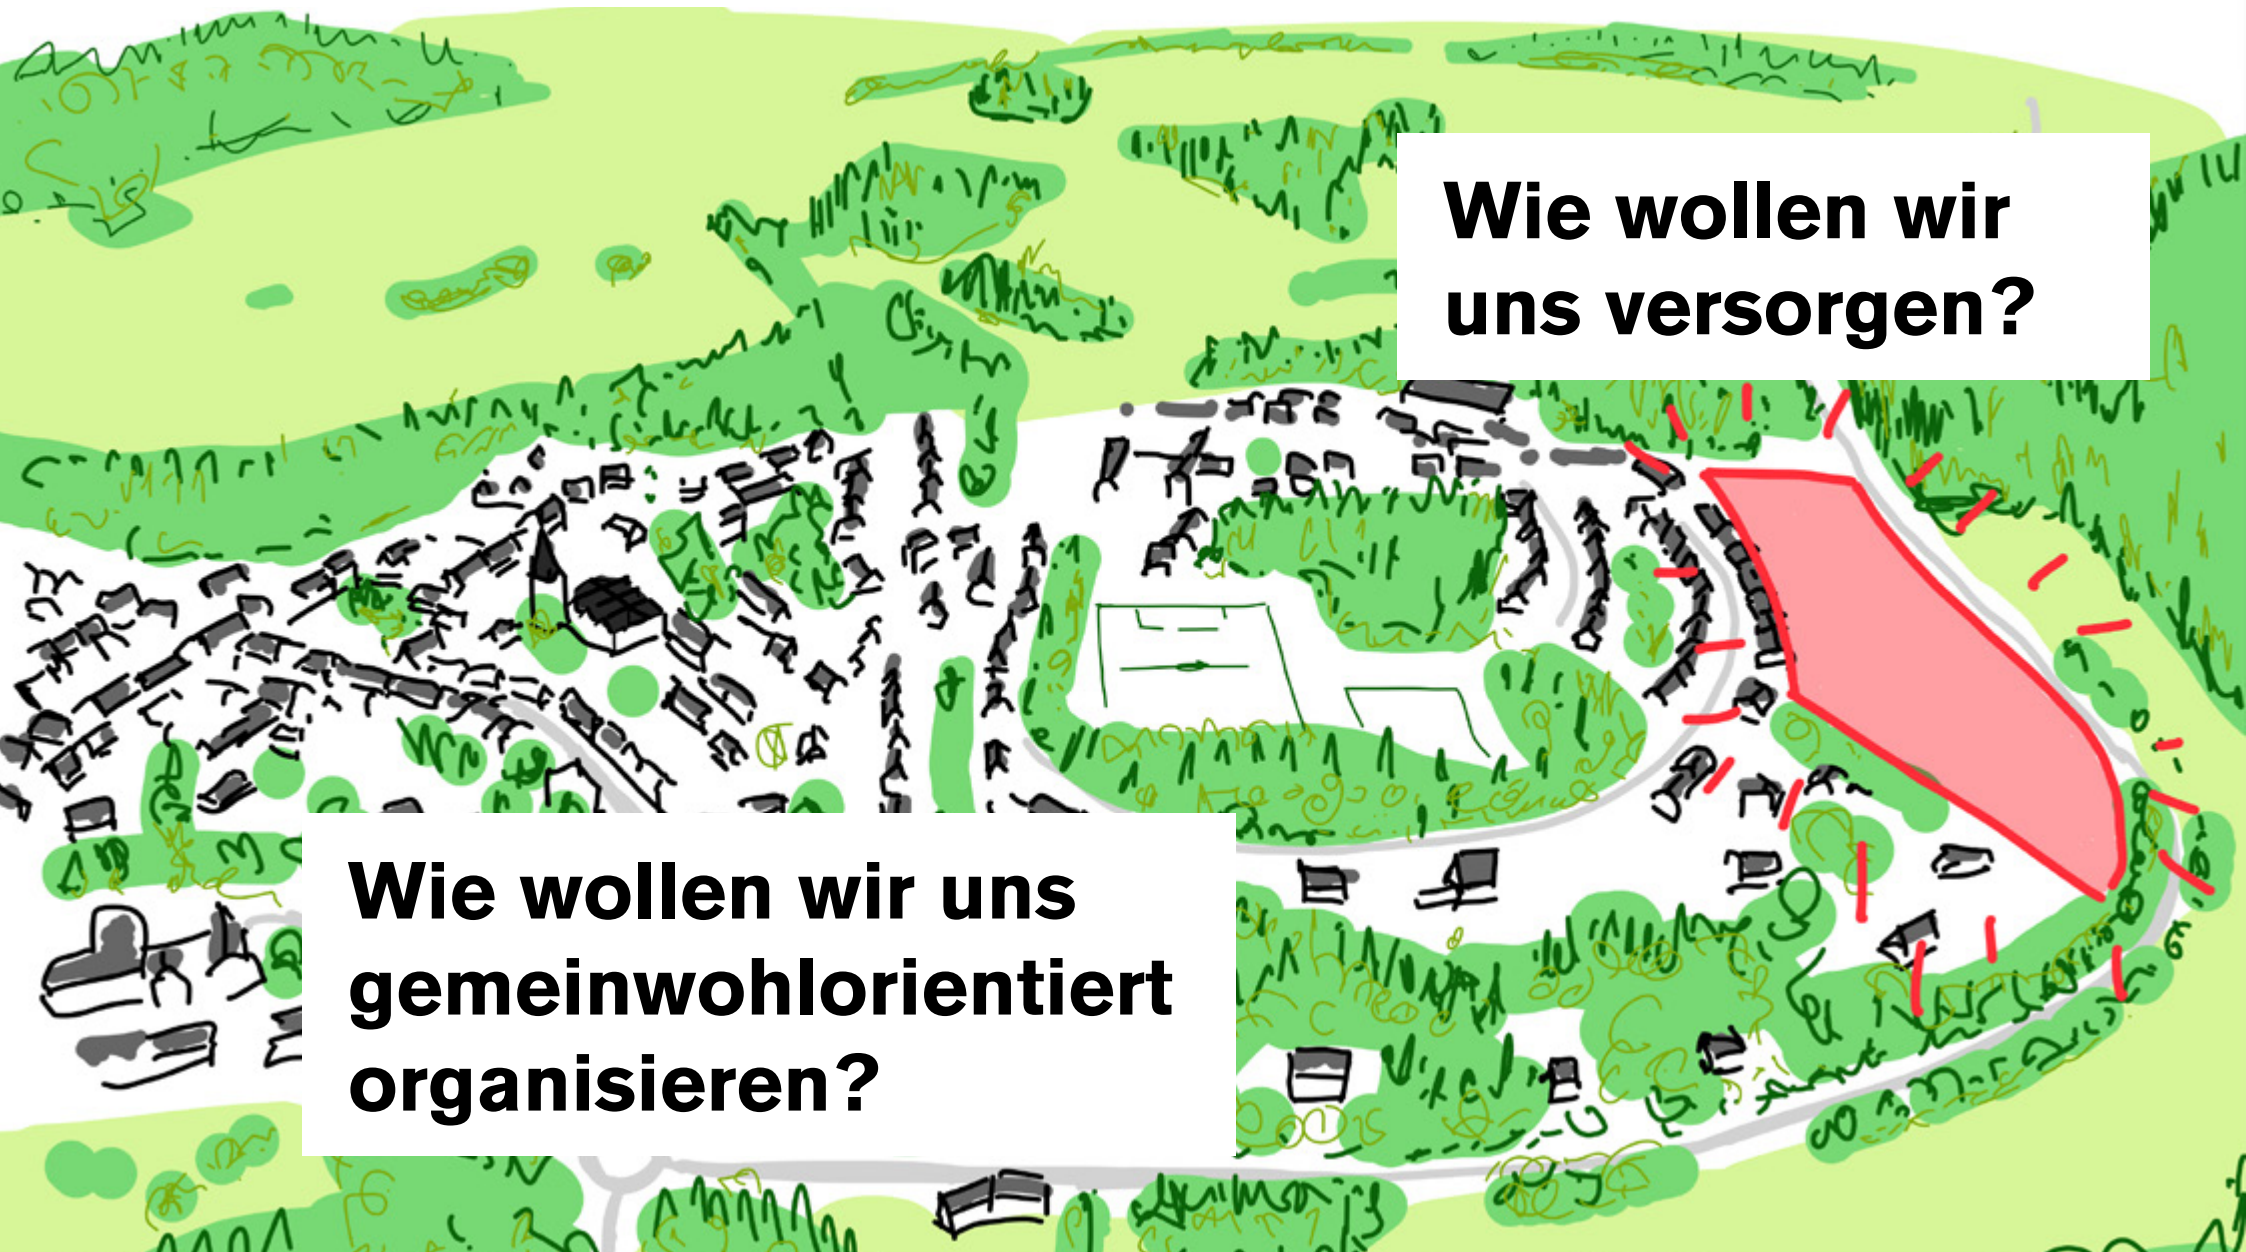 Wie wollen wir
uns versorgen?
Wie wollen wir uns
gemeinwohlorientiert
organisieren?